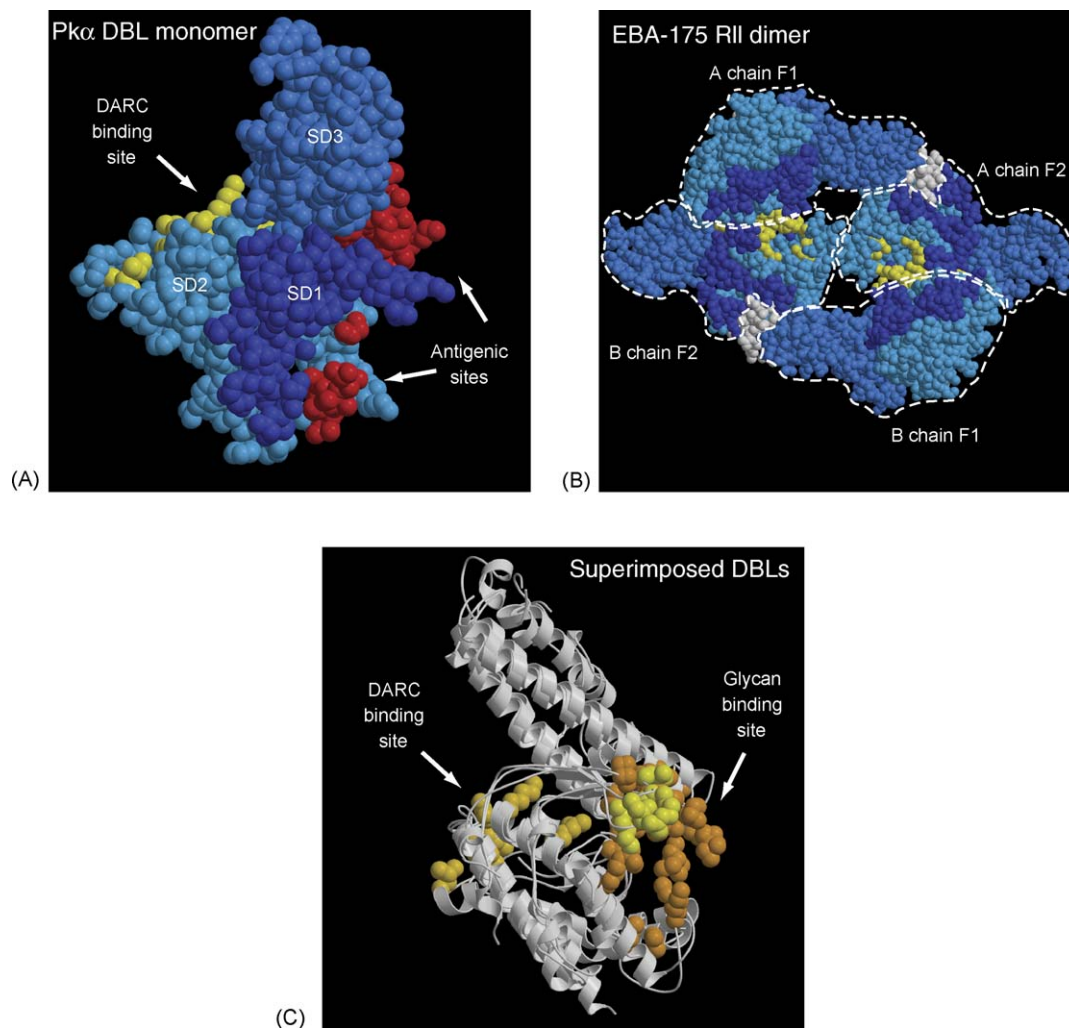 Pkα DBL monomer
DARC
binding
site
SD3
SD2
SD1
Antigenic
sites
(A)
EBA-175 RII dimer
A chain F1
A chain F2
B chain F2
B chain F1
(B)
Superimposed DBLs
DARC
binding
site
Glycan
binding
site
(C)